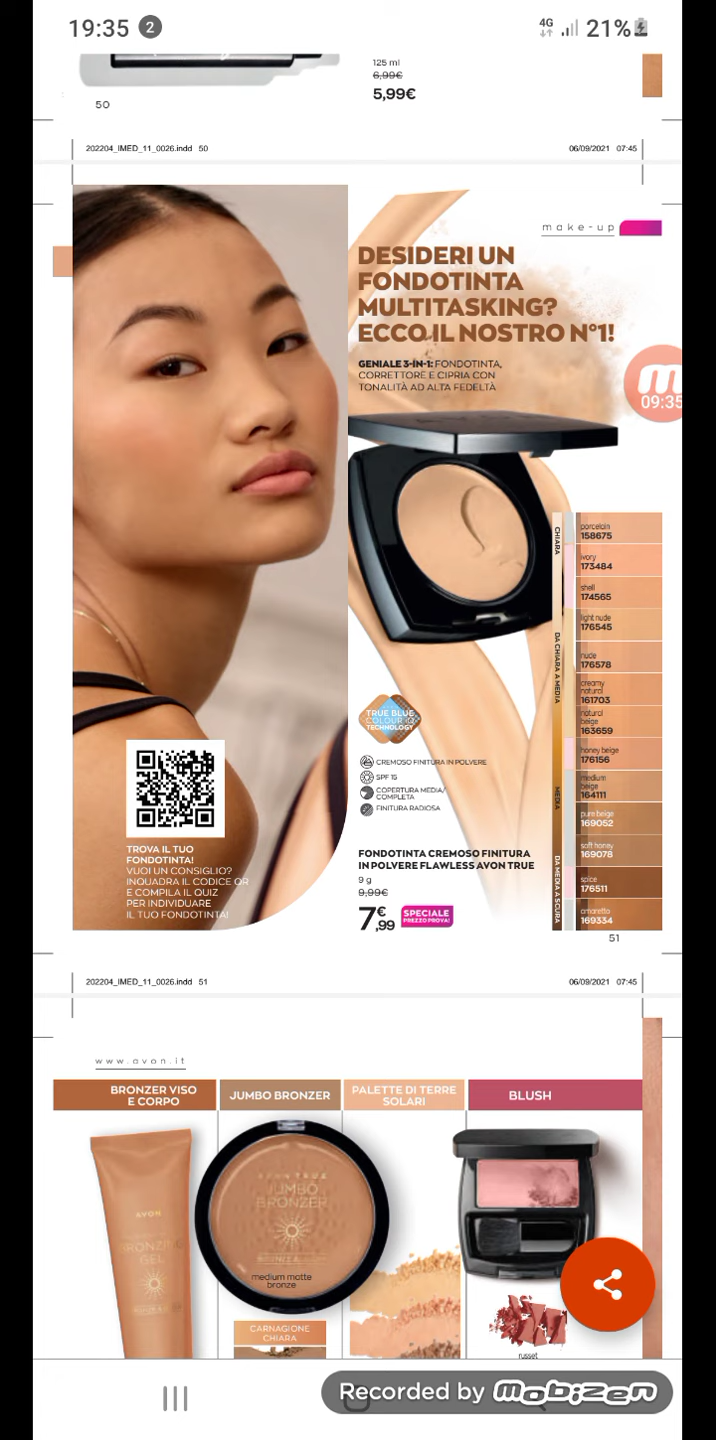 19:35 2
4G 21%
125 ml
6,99€
5,99€
50
202204_IMED_11_0026.indd 50
06/09/2021 07:45
make-up
DESIDERI UN
FONDOTINTA
MULTITASKING?
ECCO IL NOSTRO N°1!
GENIALE 3-IN-1: FONDOTINTA,
CORRETTORE E CIPRIA CON
TONALITÀ AD ALTA FEDELTÀ
m
09:35
CHIARA
DA CHIARA A MEDIA
MEDIA
DA MEDIA A SCURA
porcelain
158675
ivory
173484
shell
174565
light nude
176545
nude
176578
creamy
natural
161703
natural
beige
163659
honey beige
176156
medium
beige
164111
pure beige
169052
soft honey
169078
spice
176511
amaretto
169334
TRUE BLUE
COLOUR ID
TECHNOLOGY
CREMOSO FINITURA IN POLVERE
SPF 15
COPERTURA MEDIA/
COMPLETA
FINITURA RADIOSA
TROVA IL TUO
FONDOTINTA!
VUOI UN CONSIGLIO?
INQUADRA IL CODICE QR
E COMPILA IL QUIZ
PER INDIVIDUARE
IL TUO FONDOTINTA!
FONDOTINTA CREMOSO FINITURA
IN POLVERE FLAWLESS AVON TRUE
9 g
9,99€
7€,99
SPECIALE
PREZZO PROVA!
51
202204_IMED_11_0026.indd 51
06/09/2021 07:45
www.avon.it
BRONZER VISO
E CORPO
JUMBO BRONZER
PALETTE DI TERRE
SOLARI
BLUSH
AVON
BRONZING
GEL
AVON TRUE
JUMBO
BRONZER
medium matte
bronze
CARNAGIONE
CHIARA
russet
Recorded by mobizen